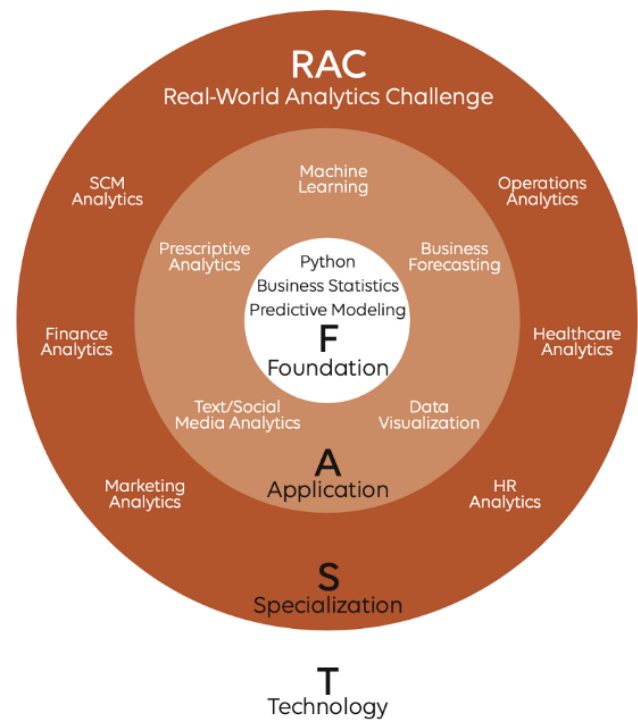 RAC
Real-World Analytics Challenge
Machine
Learning
SCM
Analytics
Operations
Analytics
Prescriptive
Analytics
Business
Forecasting
Python
Business Statistics
Predictive Modeling
F
Foundation
Finance
Analytics
Healthcare
Analytics
Text/Social
Media Analytics
Data
Visualization
A
Application
Marketing
Analytics
HR
Analytics
S
Specialization
T
Technology